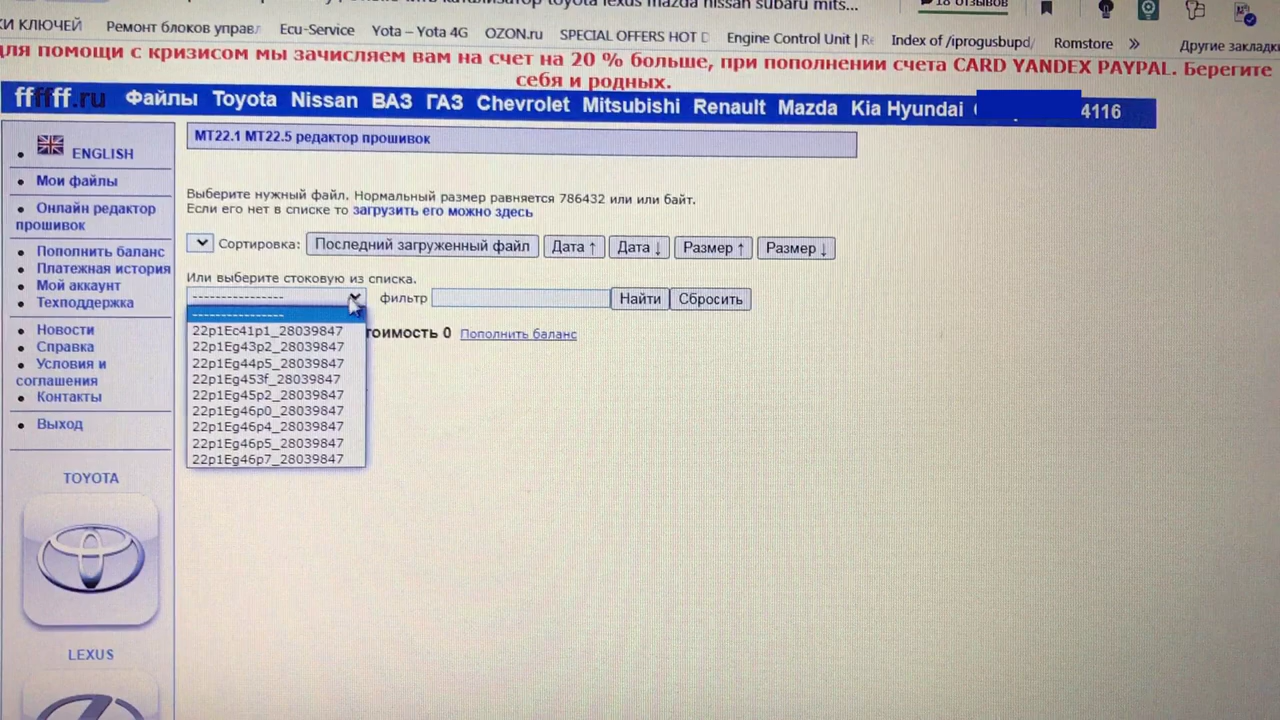 18 ОТЗЫВОВ
КИ КЛЮЧЕЙ Ремонт блоков управл Ecu-Service Yota – Yota 4G OZON.ru SPECIAL OFFERS HOT D Engine Control Unit | Re Index of /iprogusbupd/ Romstore » Другие закладки
для помощи с кризисом мы зачисляем вам на счет на 20 % больше, при пополнении счета CARD YANDEX PAYPAL. Берегите
себя и родных.
ffffff.ru Файлы Toyota Nissan ВАЗ ГАЗ Chevrolet Mitsubishi Renault Mazda Kia Hyundai 4116
МТ22.1 МТ22.5 редактор прошивок
ENGLISH
Мои файлы
Онлайн редактор
прошивок
Пополнить баланс
Платежная история
Мой аккаунт
Техподдержка
Новости
Справка
Условия и
соглашения
Контакты
Выход
TOYOTA
LEXUS
Выберите нужный файл. Нормальный размер равняется 786432 или или байт.
Если его нет в списке то загрузить его можно здесь
Сортировка: Последний загруженный файл Дата ↑ Дата ↓ Размер ↑ Размер ↓
Или выберите стоковую из списка.
---------------- фильтр Найти Сбросить
----------------
22p1Ec41p1_28039847
тоимость 0 Пополнить баланс
22p1Eg43p2_28039847
22p1Eg44p5_28039847
22p1Eg453f_28039847
22p1Eg45p2_28039847
22p1Eg46p0_28039847
22p1Eg46p4_28039847
22p1Eg46p5_28039847
22p1Eg46p7_28039847